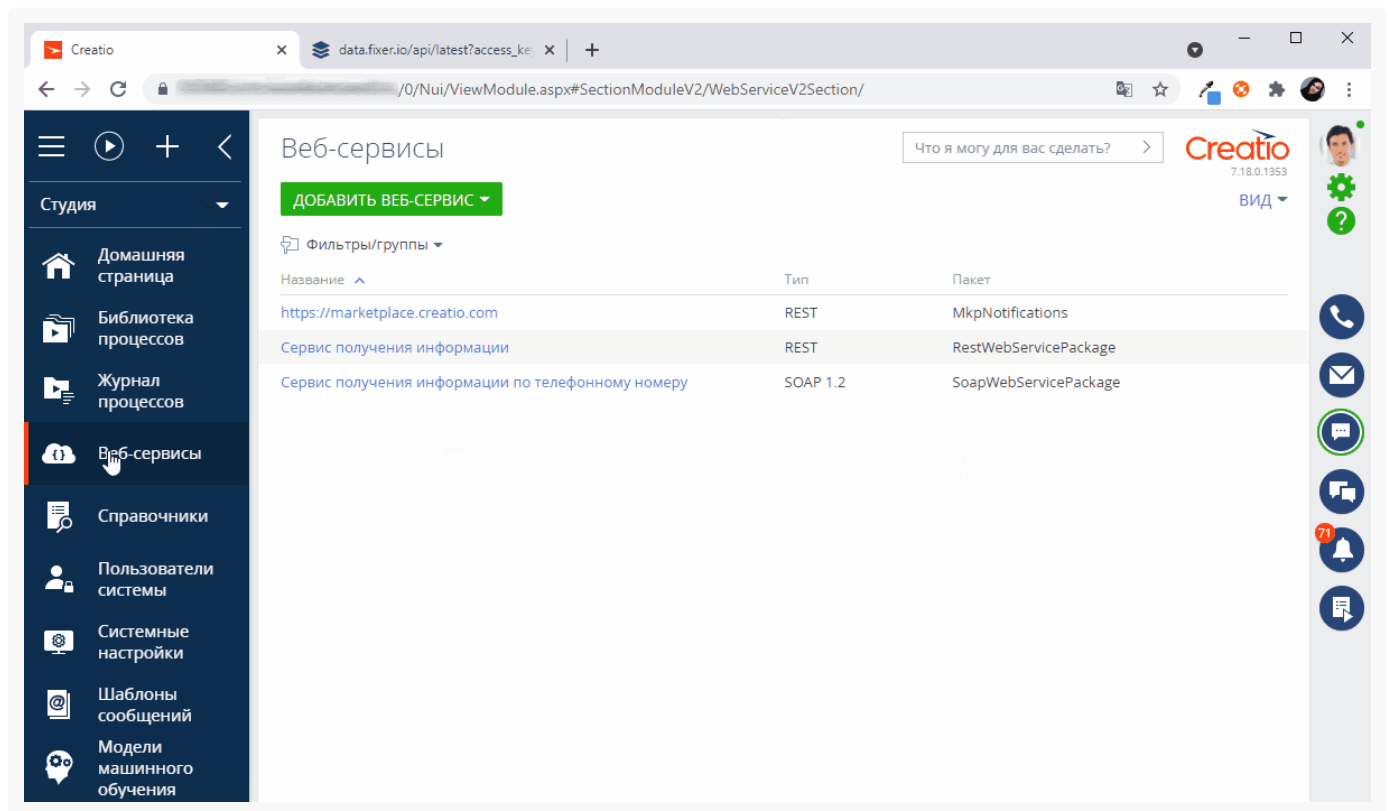 Creatio
data.fixer.io/api/latest?access_key
/0/Nui/ViewModule.aspx#SectionModuleV2/WebServiceV2Section/
Студия
Домашняя
страница
Библиотека
процессов
Журнал
процессов
Веб-сервисы
Справочники
Пользователи
системы
Системные
настройки
Шаблоны
сообщений
Модели
машинного
обучения
Веб-сервисы
Что я могу для вас сделать?
Creatio
7.18.0.1353
ДОБАВИТЬ ВЕБ-СЕРВИС
ВИД
Фильтры/группы
Название Тип Пакет
https://marketplace.creatio.com REST MkpNotifications
Сервис получения информации REST RestWebServicePackage
Сервис получения информации по телефонному номеру SOAP 1.2 SoapWebServicePackage
71